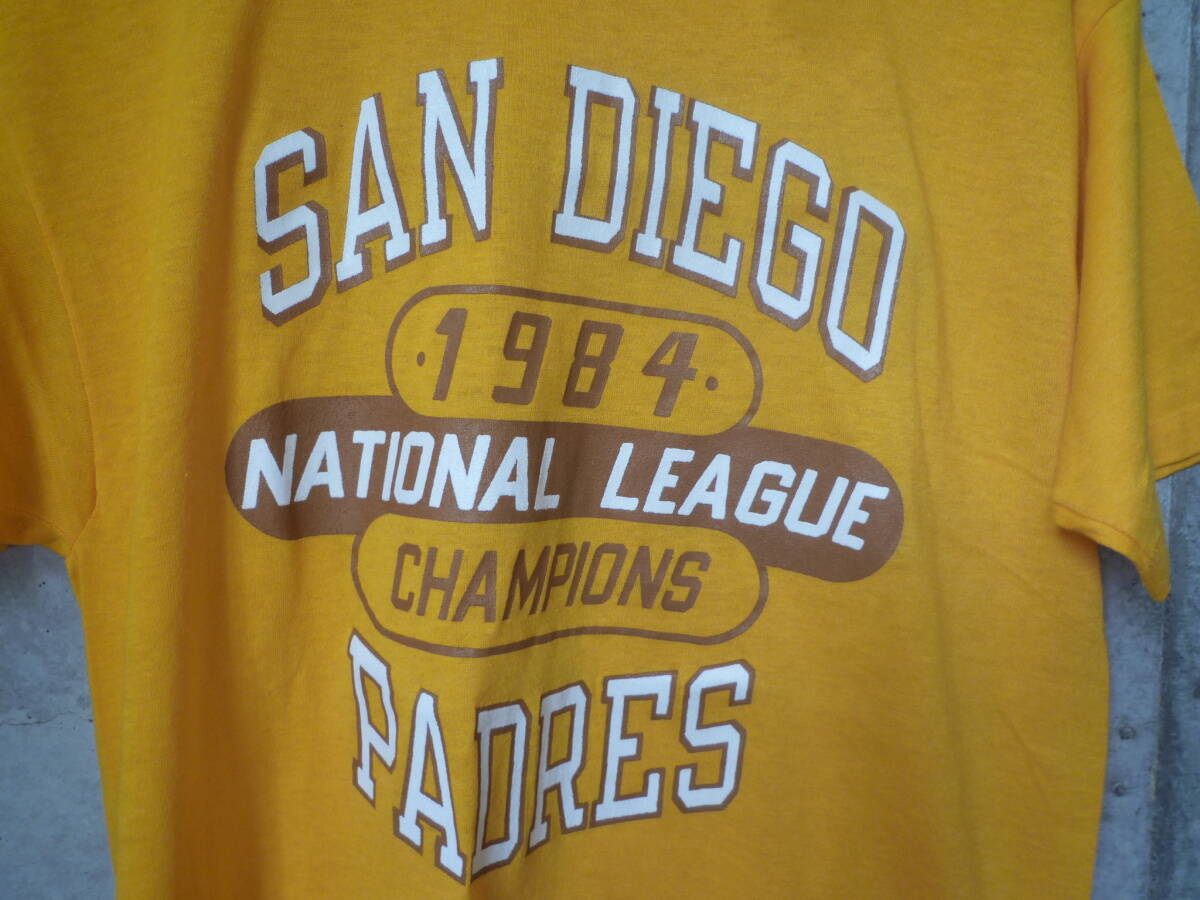 SAN DIEGO
·1984·
NATIONAL LEAGUE
CHAMPIONS
PADRES